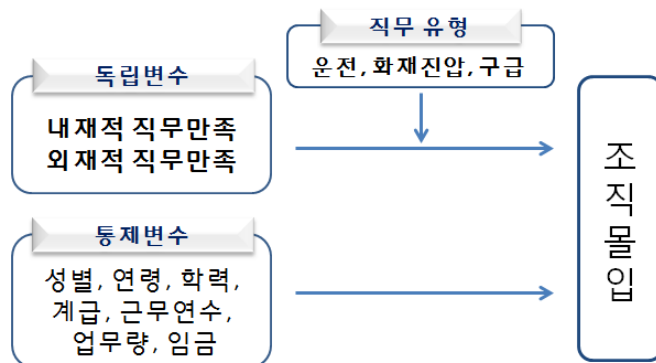 직무 유형
운전, 화재진압, 구급
독립변수
내재적 직무만족
외재적 직무만족
통제변수
성별, 연령, 학력,
계급, 근무연수,
업무량, 임금
조
직
몰
입